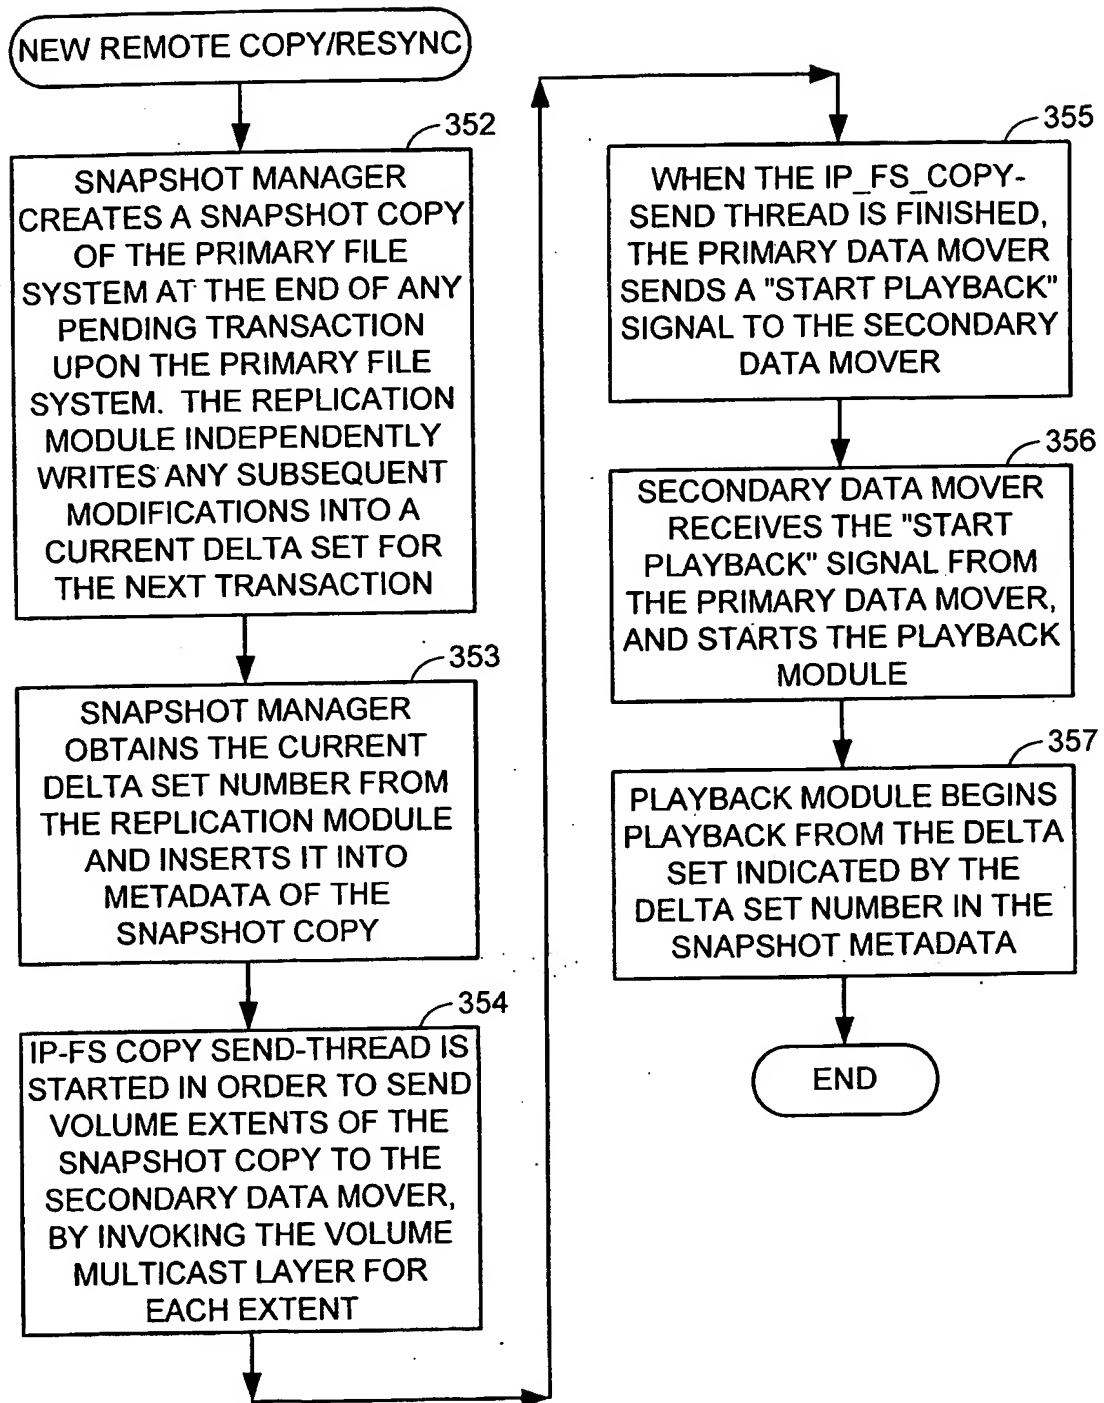 NEW REMOTE COPY/RESYNC
352
SNAPSHOT MANAGER
CREATES A SNAPSHOT COPY
OF THE PRIMARY FILE
SYSTEM AT THE END OF ANY
PENDING TRANSACTION
UPON THE PRIMARY FILE
SYSTEM. THE REPLICATION
MODULE INDEPENDENTLY
WRITES ANY SUBSEQUENT
MODIFICATIONS INTO A
CURRENT DELTA SET FOR
THE NEXT TRANSACTION
353
SNAPSHOT MANAGER
OBTAINS THE CURRENT
DELTA SET NUMBER FROM
THE REPLICATION MODULE
AND INSERTS IT INTO
METADATA OF THE
SNAPSHOT COPY
354
IP-FS COPY SEND-THREAD IS
STARTED IN ORDER TO SEND
VOLUME EXTENTS OF THE
SNAPSHOT COPY TO THE
SECONDARY DATA MOVER,
BY INVOKING THE VOLUME
MULTICAST LAYER FOR
EACH EXTENT
355
WHEN THE IP_FS_COPY-
SEND THREAD IS FINISHED,
THE PRIMARY DATA MOVER
SENDS A "START PLAYBACK"
SIGNAL TO THE SECONDARY
DATA MOVER
356
SECONDARY DATA MOVER
RECEIVES THE "START
PLAYBACK" SIGNAL FROM
THE PRIMARY DATA MOVER,
AND STARTS THE PLAYBACK
MODULE
357
PLAYBACK MODULE BEGINS
PLAYBACK FROM THE DELTA
SET INDICATED BY THE
DELTA SET NUMBER IN THE
SNAPSHOT METADATA
END